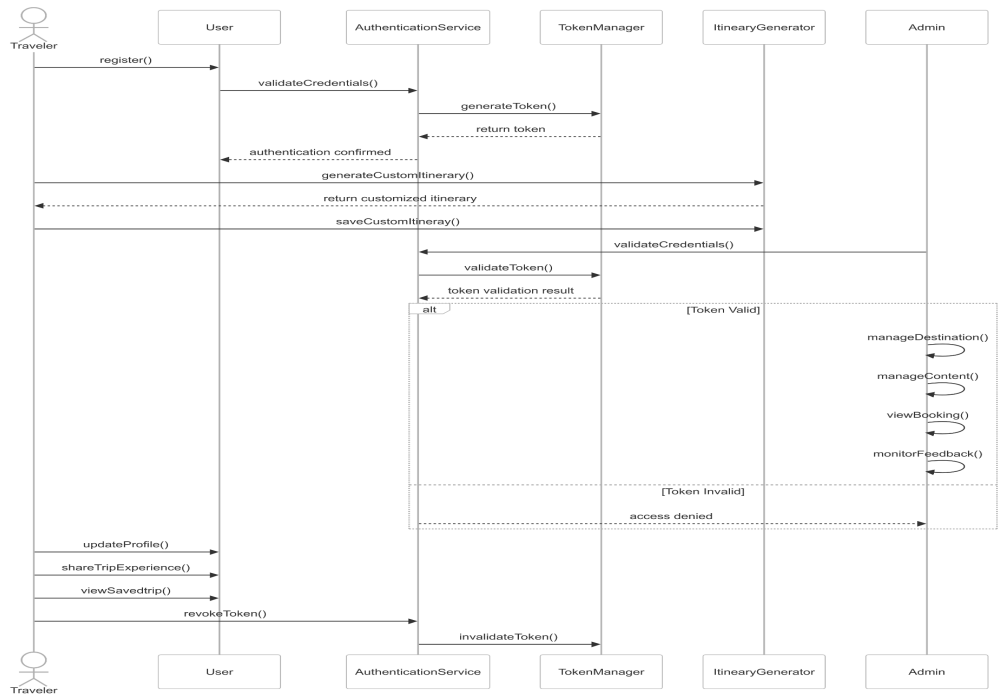 Traveler
User
AuthenticationService
TokenManager
ItinearyGenerator
Admin
register()
validateCredentials()
generateToken()
return token
authentication confirmed
generateCustomItinerary()
return customized itinerary
saveCustomItineray()
validateCredentials()
validateToken()
token validation result
alt
[Token Valid]
manageDestination()
manageContent()
viewBooking()
monitorFeedback()
[Token Invalid]
access denied
updateProfile()
shareTripExperience()
viewSavedtrip()
revokeToken()
invalidateToken()
Traveler
User
AuthenticationService
TokenManager
ItinearyGenerator
Admin